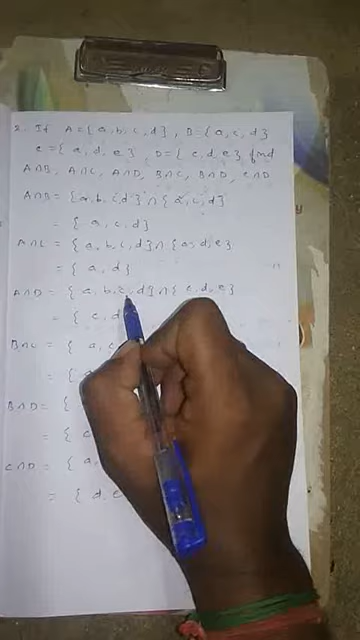 2. If A={a,b,c,d}, B={a,c,d}
C={a,d,e} D={c,d,e} find
A∩B, A∩C, A∩D, B∩C, B∩D, C∩D
A∩B = {a,b,c,d} ∩ {a,c,d}
= {a,c,d}
A∩C = {a,b,c,d} ∩ {a,d,e}
= {a,d}
A∩D = {a,b,c,d} ∩ {c,d,e}
= {c,d
B∩C = {a,c
= {a
B∩D = {
= {c
C∩D = {a,
= {d,e